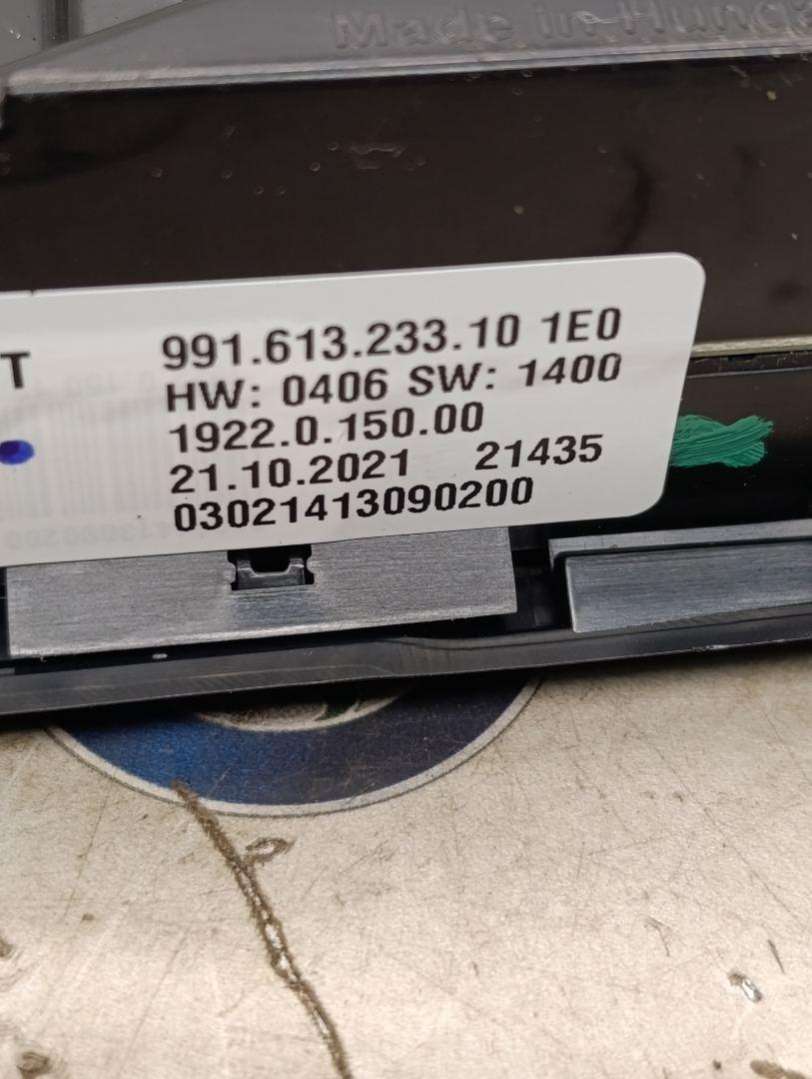 Made in Hung
T
991.613.233.10 1E0
HW: 0406 SW: 1400
1922.0.150.00
21.10.2021 21435
03021413090200